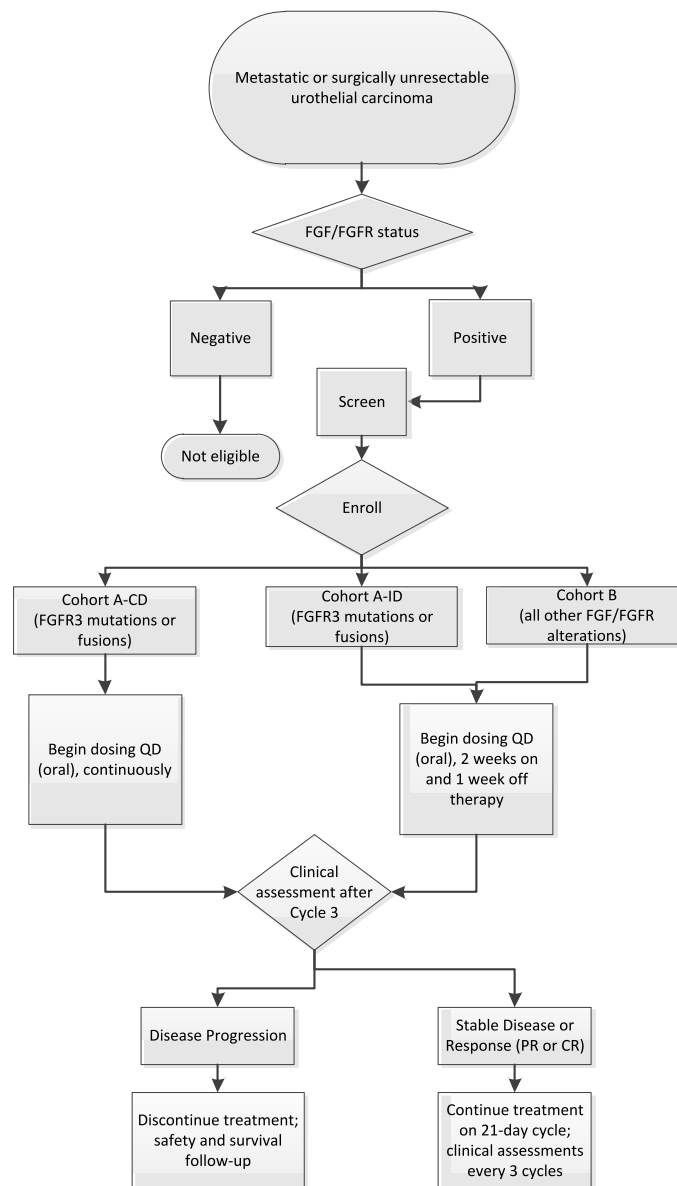 Metastatic or surgically unresectable
urothelial carcinoma
FGF/FGFR status
Negative
Positive
Screen
Not eligible
Enroll
Cohort A-CD
(FGFR3 mutations or
fusions)
Cohort A-ID
(FGFR3 mutations or
fusions)
Cohort B
(all other FGF/FGFR
alterations)
Begin dosing QD
(oral), continuously
Begin dosing QD
(oral), 2 weeks on
and 1 week off
therapy
Clinical
assessment after
Cycle 3
Disease Progression
Stable Disease or
Response (PR or CR)
Discontinue treatment;
safety and survival
follow-up
Continue treatment
on 21-day cycle;
clinical assessments
every 3 cycles